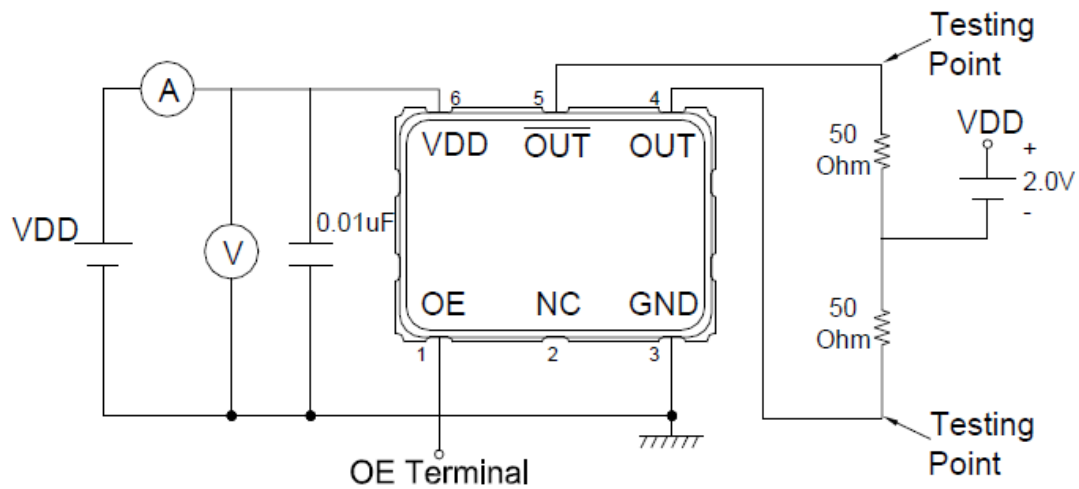 Testing
Point
A
6
5
4
VDD
OUT
OUT
50
Ohm
VDD
+
2.0V
-
VDD
V
0.01uF
OE
NC
GND
50
Ohm
1
2
3
OE Terminal
Testing
Point